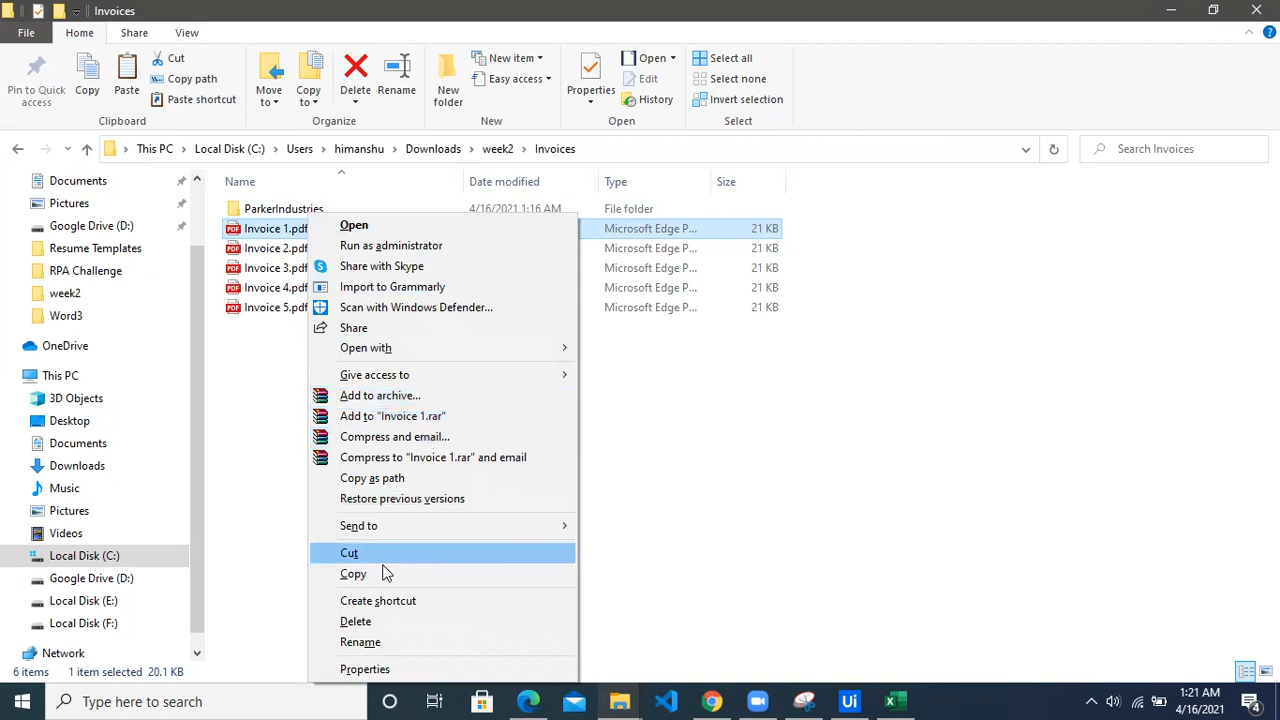 Invoices
File Home Share View
Pin to Quick access
Copy
Paste
Cut
Copy path
Paste shortcut
Clipboard
Move to
Copy to
Delete
Rename
Organize
New folder
New item
Easy access
New
Properties
Open
Edit
History
Open
Select all
Select none
Invert selection
Select
This PC > Local Disk (C:) > Users > himanshu > Downloads > week2 > Invoices
Search Invoices
Documents
Pictures
Google Drive (D:)
Resume Templates
RPA Challenge
week2
Word3
OneDrive
This PC
3D Objects
Desktop
Documents
Downloads
Music
Pictures
Videos
Local Disk (C:)
Google Drive (D:)
Local Disk (E:)
Local Disk (F:)
Network
Name Date modified Type Size
ParkerIndustries 4/16/2021 1:16 AM File folder
Invoice 1.pdf Microsoft Edge P... 21 KB
Invoice 2.pdf Microsoft Edge P... 21 KB
Invoice 3.pdf Microsoft Edge P... 21 KB
Invoice 4.pdf Microsoft Edge P... 21 KB
Invoice 5.pdf Microsoft Edge P... 21 KB
Open
Run as administrator
Share with Skype
Import to Grammarly
Scan with Windows Defender...
Share
Open with
Give access to
Add to archive...
Add to "Invoice 1.rar"
Compress and email...
Compress to "Invoice 1.rar" and email
Copy as path
Restore previous versions
Send to
Cut
Copy
Create shortcut
Delete
Rename
Properties
6 items 1 item selected 20.1 KB
Type here to search
Ui
1:21 AM
4/16/2021
4